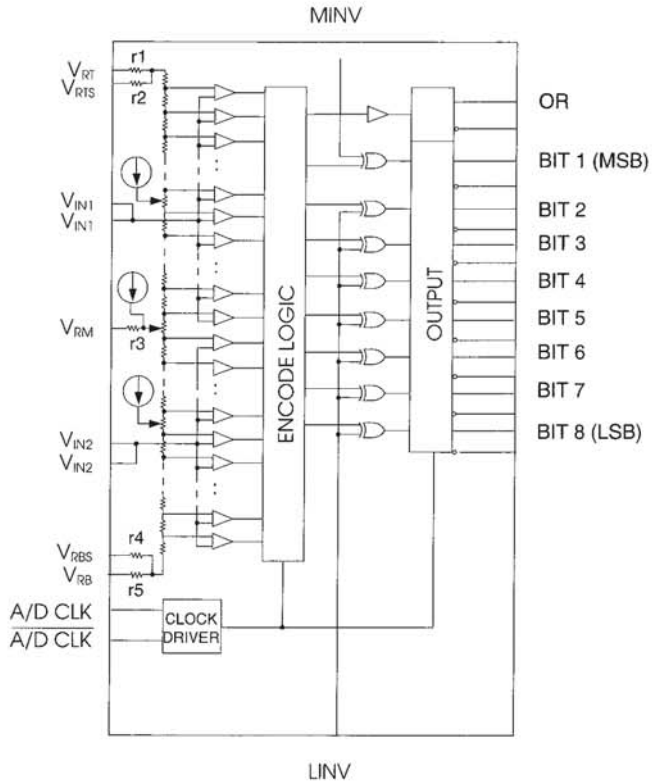 MINV
r1
V_RT
V_RTS
r2
V_IN1
V_IN1
V_RM
r3
V_IN2
V_IN2
r4
V_RBS
V_RB
r5
A/D CLK
A/D CLK
CLOCK
DRIVER
ENCODE LOGIC
OUTPUT
OR
BIT 1 (MSB)
BIT 2
BIT 3
BIT 4
BIT 5
BIT 6
BIT 7
BIT 8 (LSB)
LINV